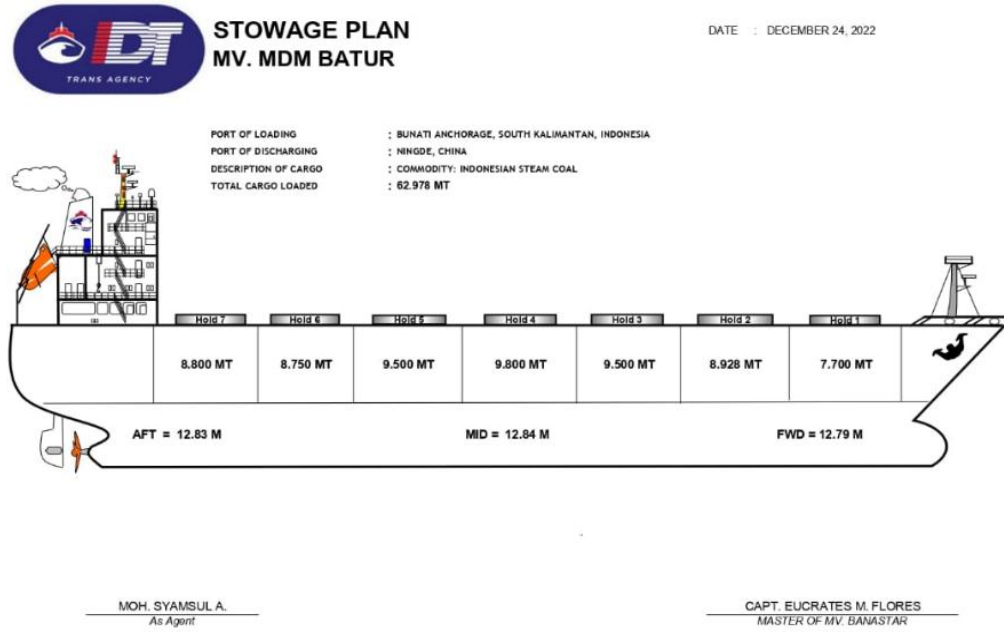 IDT
TRANS AGENCY
STOWAGE PLAN
MV. MDM BATUR
DATE : DECEMBER 24, 2022
PORT OF LOADING : BUNATI ANCHORAGE, SOUTH KALIMANTAN, INDONESIA
PORT OF DISCHARGING : NINGDE, CHINA
DESCRIPTION OF CARGO : COMMODITY: INDONESIAN STEAM COAL
TOTAL CARGO LOADED : 62.978 MT
Hold 7 Hold 6 Hold 5 Hold 4 Hold 3 Hold 2 Hold 1
8.800 MT 8.750 MT 9.500 MT 9.800 MT 9.500 MT 8.928 MT 7.700 MT
AFT = 12.83 M MID = 12.84 M FWD = 12.79 M
MOH. SYAMSUL A. CAPT. EUCRATES M. FLORES
As Agent MASTER OF MV. BANASTAR